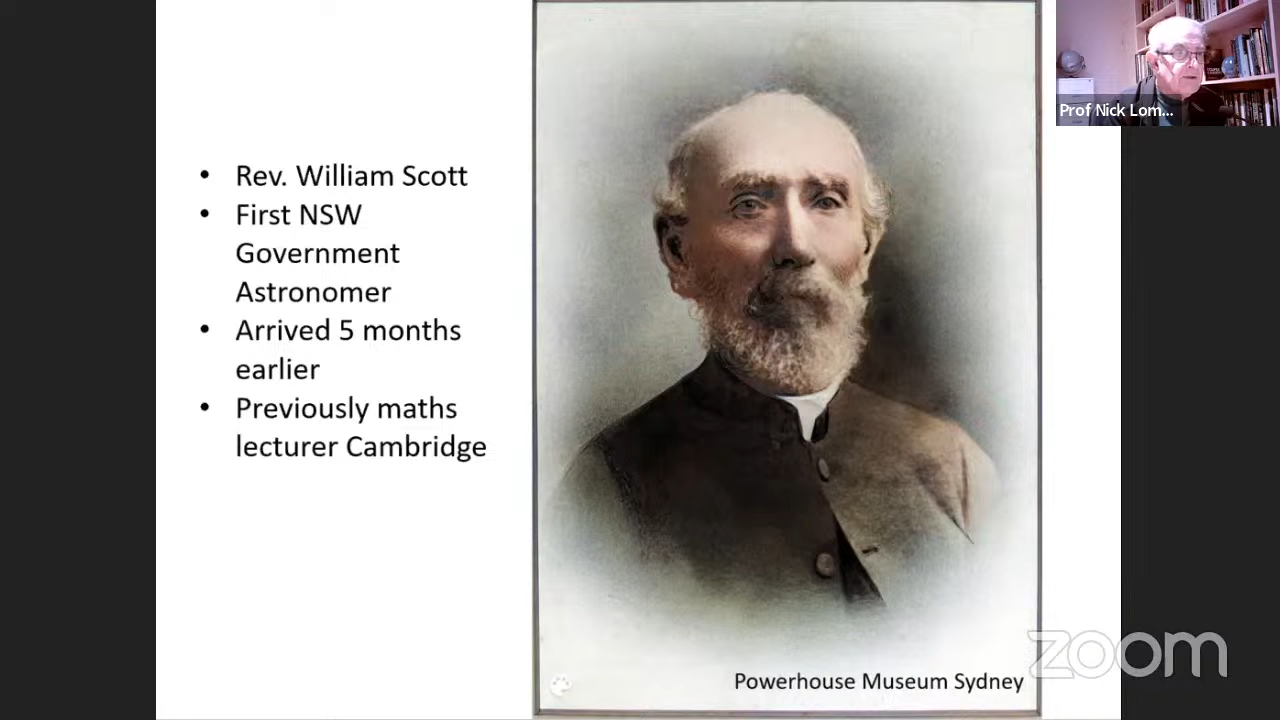 • Rev. William Scott
• First NSW
Government
Astronomer
• Arrived 5 months
earlier
• Previously maths
lecturer Cambridge
Prof Nick Lom...
Powerhouse Museum Sydney
zoom